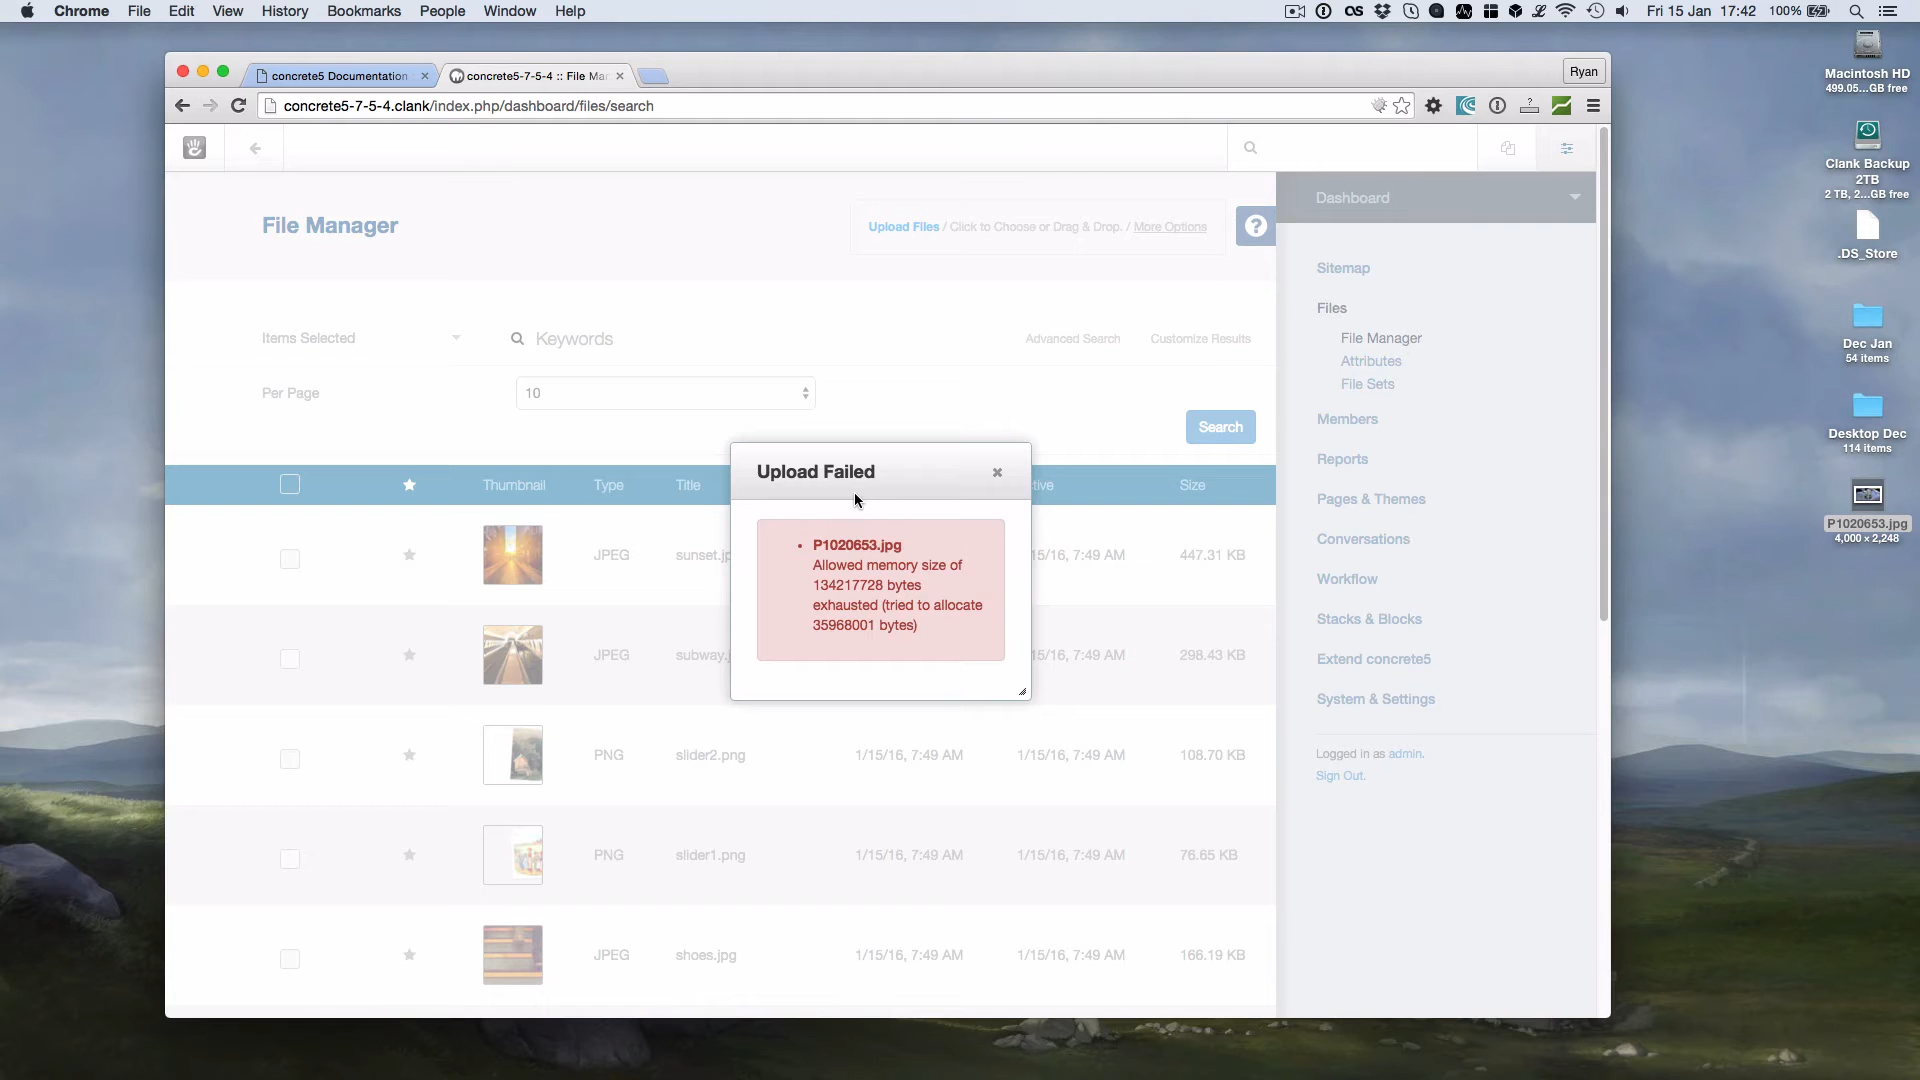 Chrome File Edit View History Bookmarks People Window Help
Fri 15 Jan 17:42 100%
concrete5 Documentation
concrete5-7-5-4 :: File Mar
Ryan
concrete5-7-5-4.clank/index.php/dashboard/files/search
File Manager
Upload Files / Click to Choose or Drag & Drop. / More Options
?
Items Selected
Keywords
Advanced Search
Customize Results
Per Page
10
Search
Thumbnail Type Title tive Size
JPEG sunset.jp 15/16, 7:49 AM 447.31 KB
JPEG subway.j 15/16, 7:49 AM 298.43 KB
PNG slider2.png 1/15/16, 7:49 AM 1/15/16, 7:49 AM 108.70 KB
PNG slider1.png 1/15/16, 7:49 AM 1/15/16, 7:49 AM 76.65 KB
JPEG shoes.jpg 1/15/16, 7:49 AM 1/15/16, 7:49 AM 166.19 KB
Upload Failed
P1020653.jpg
Allowed memory size of
134217728 bytes
exhausted (tried to allocate
35968001 bytes)
Dashboard
Sitemap
Files
File Manager
Attributes
File Sets
Members
Reports
Pages & Themes
Conversations
Workflow
Stacks & Blocks
Extend concrete5
System & Settings
Logged in as admin.
Sign Out.
Macintosh HD
499.05...GB free
Clank Backup
2TB
2 TB, 2...GB free
.DS_Store
Dec Jan
54 items
Desktop Dec
114 items
P1020653.jpg
4,000 × 2,248